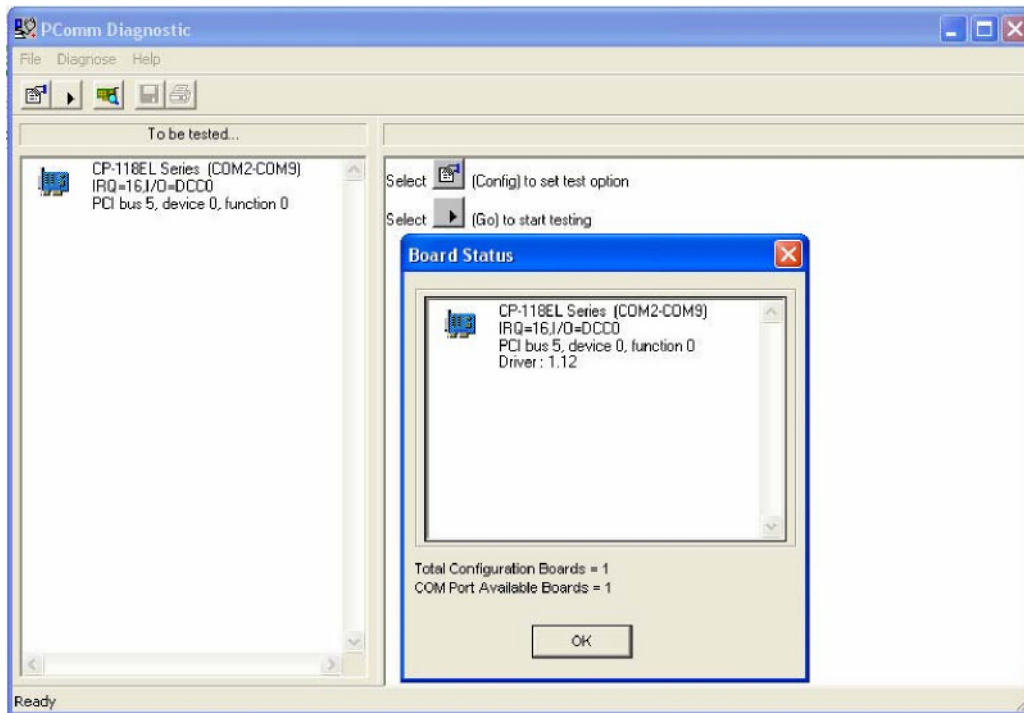 PComm Diagnostic
File Diagnose Help
To be tested...
CP-118EL Series (COM2-COM9)
IRQ=16,I/O=DCC0
PCI bus 5, device 0, function 0
Select (Config) to set test option
Select (Go) to start testing
Board Status
CP-118EL Series (COM2-COM9)
IRQ=16,I/O=DCC0
PCI bus 5, device 0, function 0
Driver : 1.12
Total Configuration Boards = 1
COM Port Available Boards = 1
OK
Ready